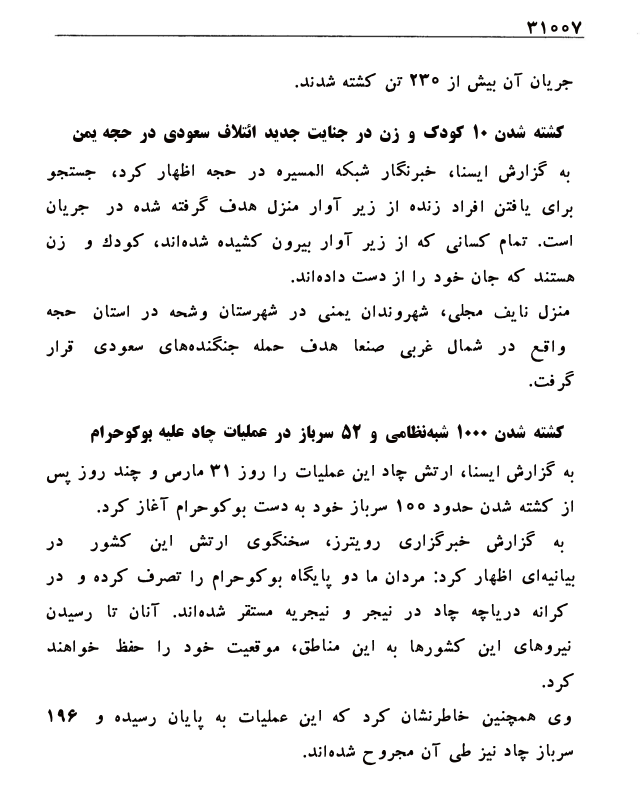 ۳۱۰۰۷
جریان آن بیش از ۲۳۰ تن کشته شدند.
کشته شدن ۱۰ کودک و زن در جنایت جدید ائتلاف سعودی در حجه یمن
به گزارش ایسنا، خبرنگار شبکه المسیره در حجه اظهار کرد، جستجو
برای یافتن افراد زنده از زیر آوار منزل هدف گرفته شده در جریان
است. تمام کسانی که از زیر آوار بیرون کشیده شده‌اند، کودك و زن
هستند که جان خود را از دست داده‌اند.
منزل نایف مجلی، شهروندان یمنی در شهرستان وشحه در استان حجه
واقع در شمال غربی صنعا هدف حمله جنگنده‌های سعودی قرار
گرفت.
کشته شدن ۱۰۰۰ شبه‌نظامی و ۵۲ سرباز در عملیات چاد علیه بوکوحرام
به گزارش ایسنا، ارتش چاد این عملیات را روز ۳۱ مارس و چند روز پس
از کشته شدن حدود ۱۰۰ سرباز خود به دست بوکوحرام آغاز کرد.
به گزارش خبرگزاری رویترز، سخنگوی ارتش این کشور در
بیانیه‌ای اظهار کرد: مردان ما دو پایگاه بوکوحرام را تصرف کرده و در
کرانه دریاچه چاد در نیجر و نیجریه مستقر شده‌اند. آنان تا رسیدن
نیروهای این کشورها به این مناطق، موقعیت خود را حفظ خواهند
کرد.
وی همچنین خاطرنشان کرد که این عملیات به پایان رسیده و ۱۹۶
سرباز چاد نیز طی آن مجروح شده‌اند.